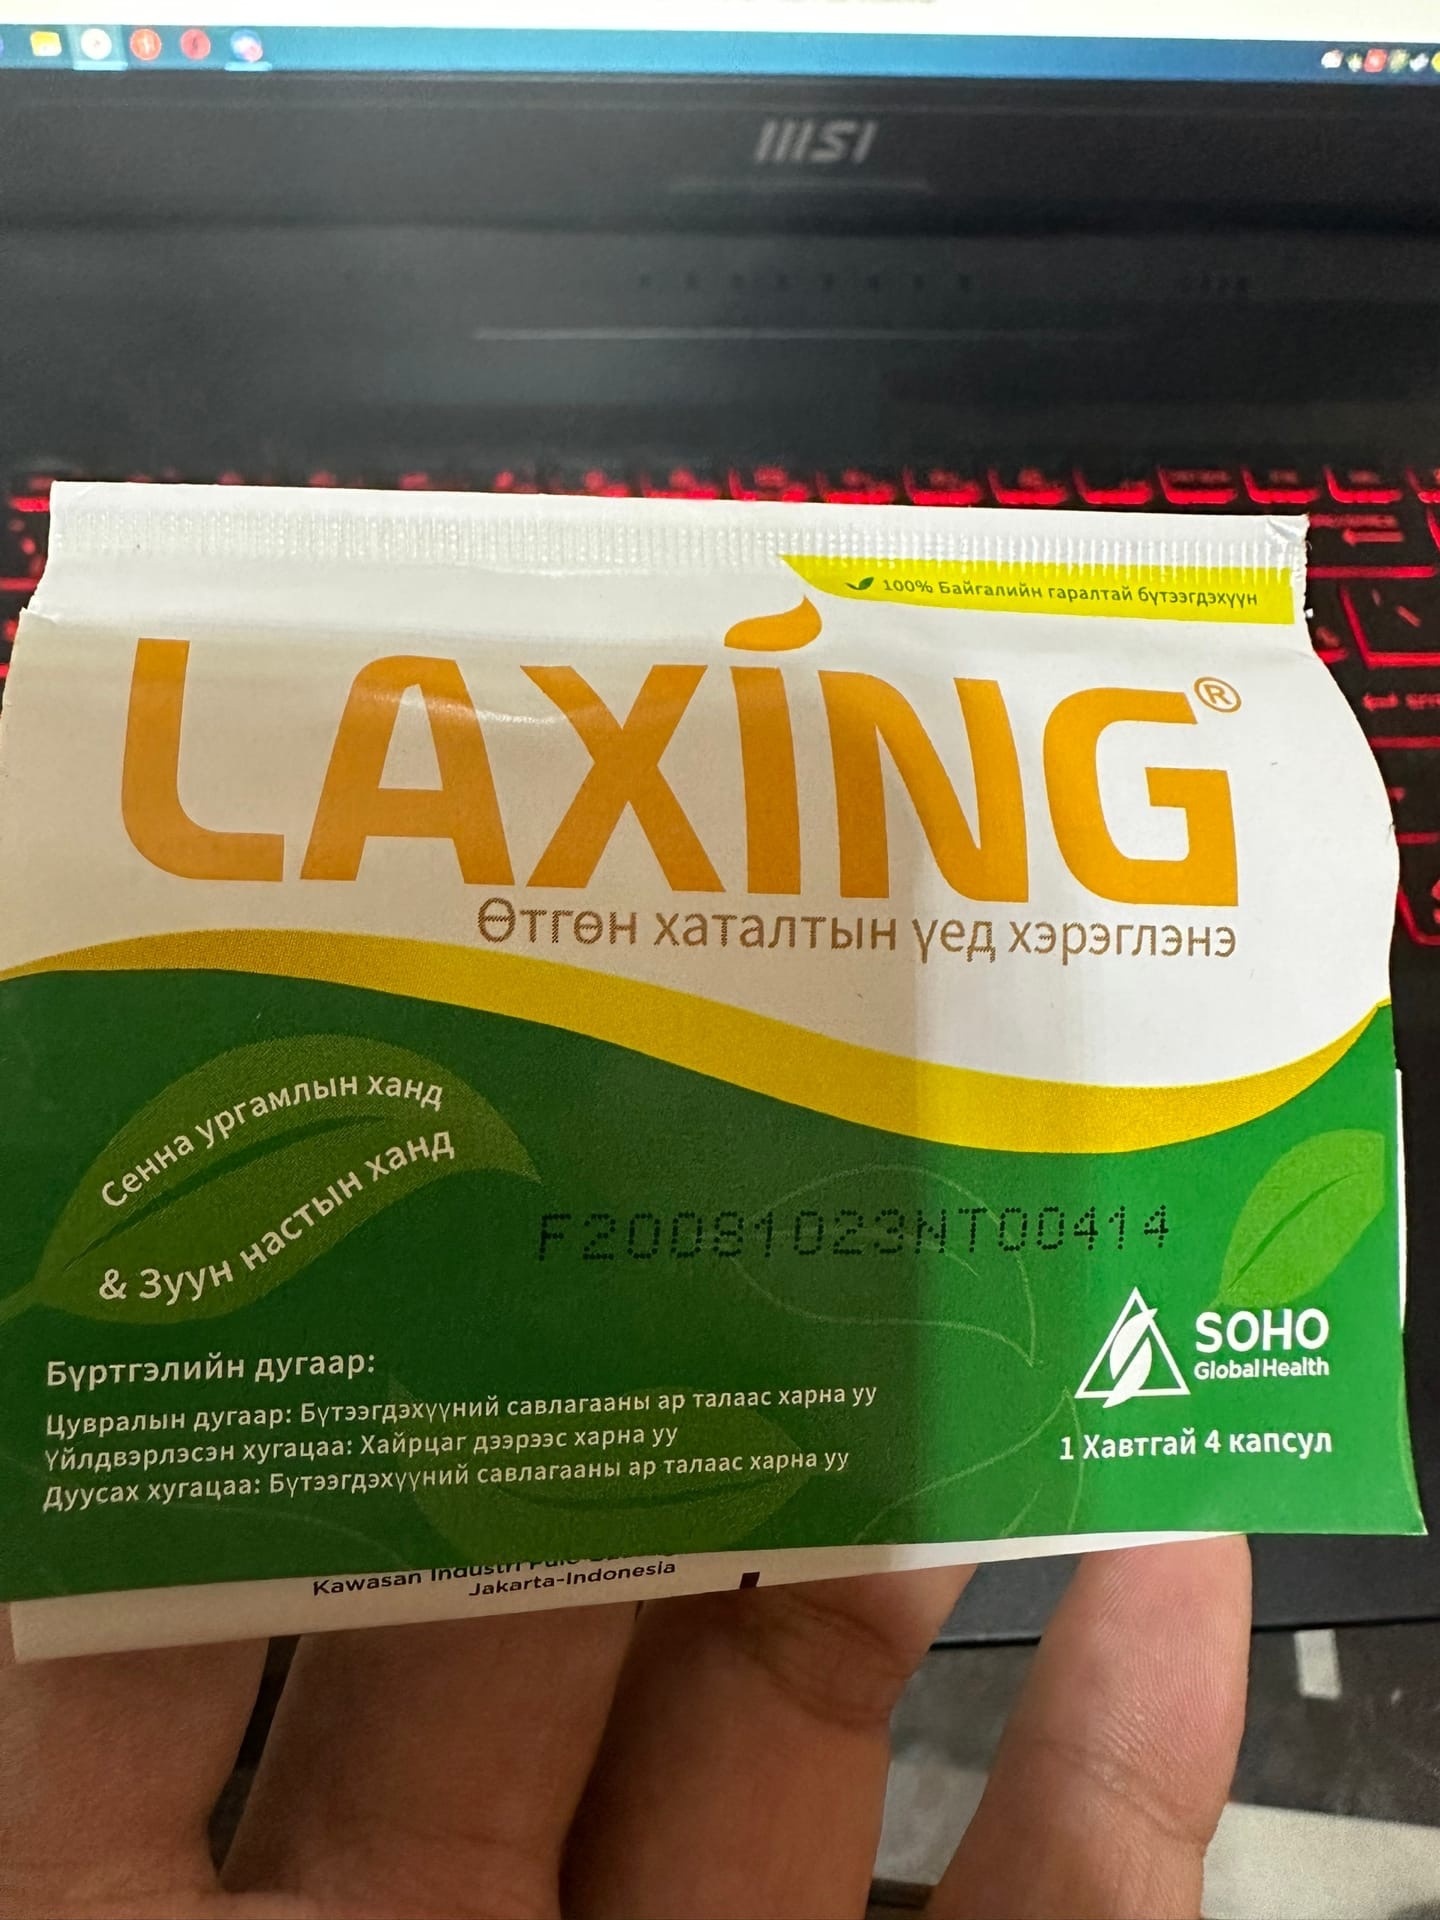 msi
100% Байгалийн гаралтай бүтээгдэхүүн
LAXING®
Өтгөн хаталтын үед хэрэглэнэ
Сенна ургамлын ханд
& Зуун настын ханд
F20D81023NT00414
SOHO
Global Health
Бүртгэлийн дугаар:
Цувралын дугаар: Бүтээгдэхүүний савлагааны ар талаас харна уу
Үйлдвэрлэсэн хугацаа: Хайрцаг дээрээс харна уу
Дуусах хугацаа: Бүтээгдэхүүний савлагааны ар талаас харна уу
1 Хавтгай 4 капсул
Kawasan Industri
Jakarta-Indonesia